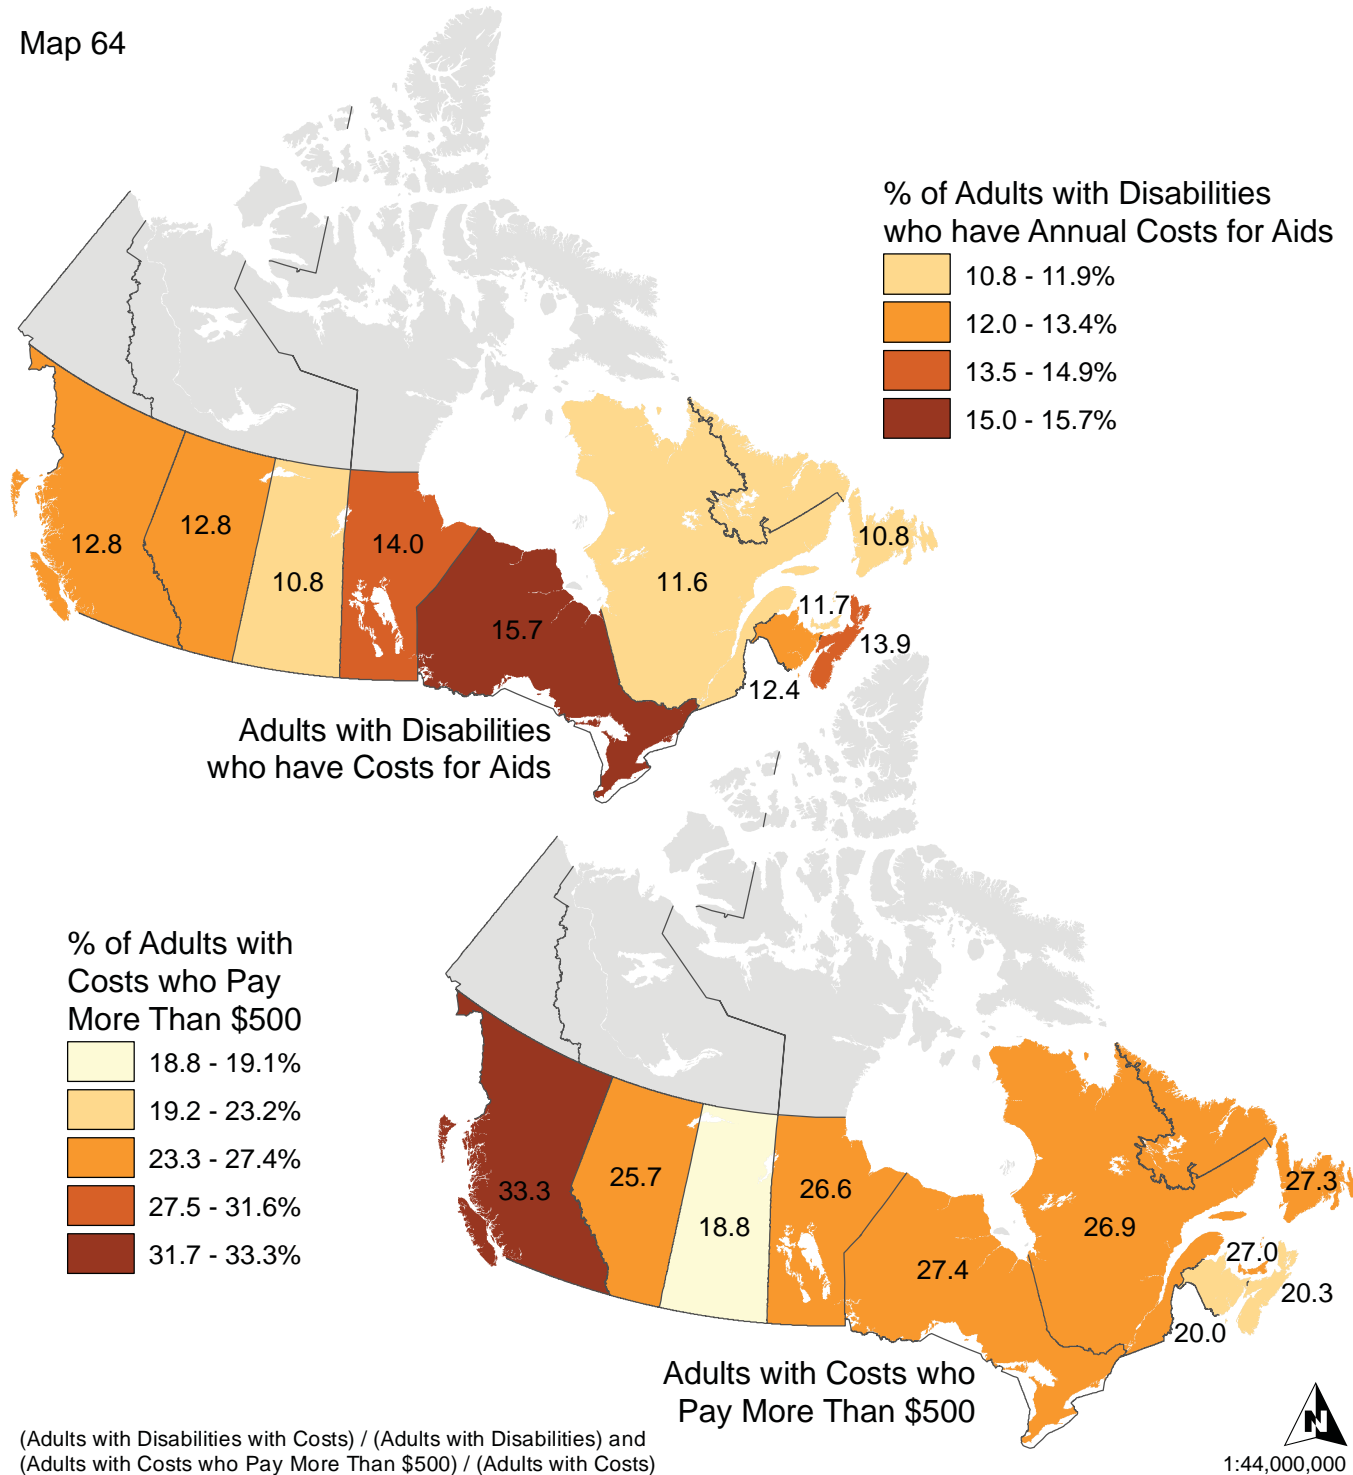 Map 64
% of Adults with Disabilities
who have Annual Costs for Aids
10.8 - 11.9%
12.0 - 13.4%
13.5 - 14.9%
15.0 - 15.7%
12.8
12.8
10.8
14.0
15.7
11.6
10.8
11.7
13.9
12.4
Adults with Disabilities
who have Costs for Aids
% of Adults with
Costs who Pay
More Than $500
18.8 - 19.1%
19.2 - 23.2%
23.3 - 27.4%
27.5 - 31.6%
31.7 - 33.3%
33.3
25.7
18.8
26.6
27.4
26.9
27.3
27.0
20.3
20.0
Adults with Costs who
Pay More Than $500
(Adults with Disabilities with Costs) / (Adults with Disabilities) and
(Adults with Costs who Pay More Than $500) / (Adults with Costs)
N
1:44,000,000